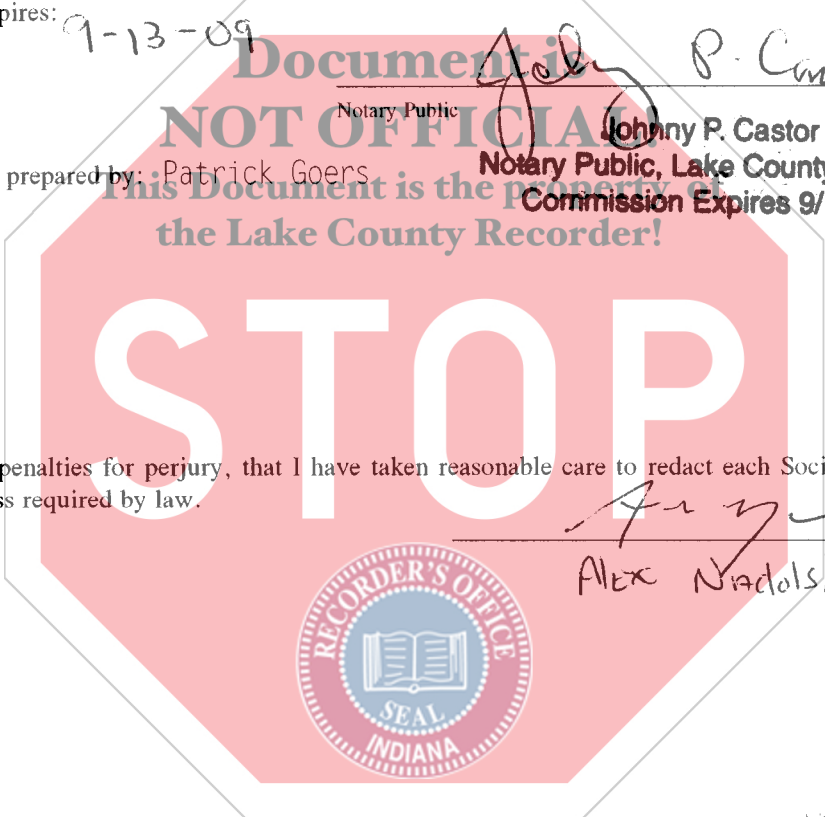 pires: 9-13-09
Document is
P.
Notary Public
NOT OFFICIAL!
Johnny P. Castor
prepared by: Patrick Goers
Notary Public, Lake County
This Document is the property of
Commission Expires 9/
the Lake County Recorder!
STOP
penalties for perjury, that I have taken reasonable care to redact each Soci
ss required by law.
Alex
RECORDER'S OFFICE
SEAL
INDIANA